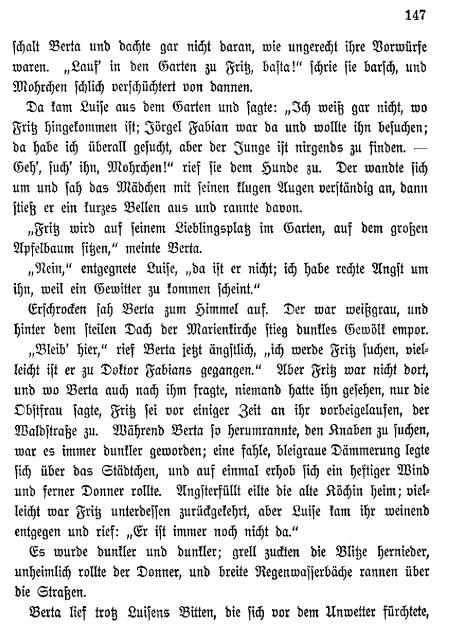 147
schalt Berta und dachte gar nicht daran, wie ungerecht ihre Vorwürfe
waren. „Lauf' in den Garten zu Fritz, basta!“ schrie sie barsch, und
Mohrchen schlich verschüchtert von dannen.
Da kam Luise aus dem Garten und sagte: „Ich weiß gar nicht, wo
Fritz hingekommen ist; Jörgel Fabian war da und wollte ihn besuchen;
da habe ich überall gesucht, aber der Junge ist nirgends zu finden. —
Geh', such' ihn, Mohrchen!“ rief sie dem Hunde zu. Der wandte sich
um und sah das Mädchen mit seinen klugen Augen verständig an, dann
stieß er ein kurzes Bellen aus und rannte davon.
„Fritz wird auf seinem Lieblingsplatz im Garten, auf dem großen
Apfelbaum sitzen,“ meinte Berta.
„Nein,“ entgegnete Luise, „da ist er nicht; ich habe rechte Angst um
ihn, weil ein Gewitter zu kommen scheint.“
Erschrocken sah Berta zum Himmel auf. Der war weißgrau, und
hinter dem steilen Dach der Marienkirche stieg dunkles Gewölk empor.
„Bleib' hier,“ rief Berta jetzt ängstlich, „ich werde Fritz suchen, viel-
leicht ist er zu Doktor Fabians gegangen.“ Aber Fritz war nicht dort,
und wo Berta auch nach ihm fragte, niemand hatte ihn gesehen, nur die
Obstfrau sagte, Fritz sei vor einiger Zeit an ihr vorbeigelaufen, der
Waldstraße zu. Während Berta so herumrannte, den Knaben zu suchen,
war es immer dunkler geworden; eine fahle, bleigraue Dämmerung legte
sich über das Städtchen, und auf einmal erhob sich ein heftiger Wind
und ferner Donner rollte. Angsterfüllt eilte die alte Köchin heim; viel-
leicht war Fritz unterdessen zurückgekehrt, aber Luise kam ihr weinend
entgegen und rief: „Er ist immer noch nicht da.“
Es wurde dunkler und dunkler; grell zuckten die Blitze hernieder,
unheimlich rollte der Donner, und breite Regenwasserbäche rannen über
die Straßen.
Berta lief trotz Luisens Bitten, die sich vor dem Unwetter fürchtete,